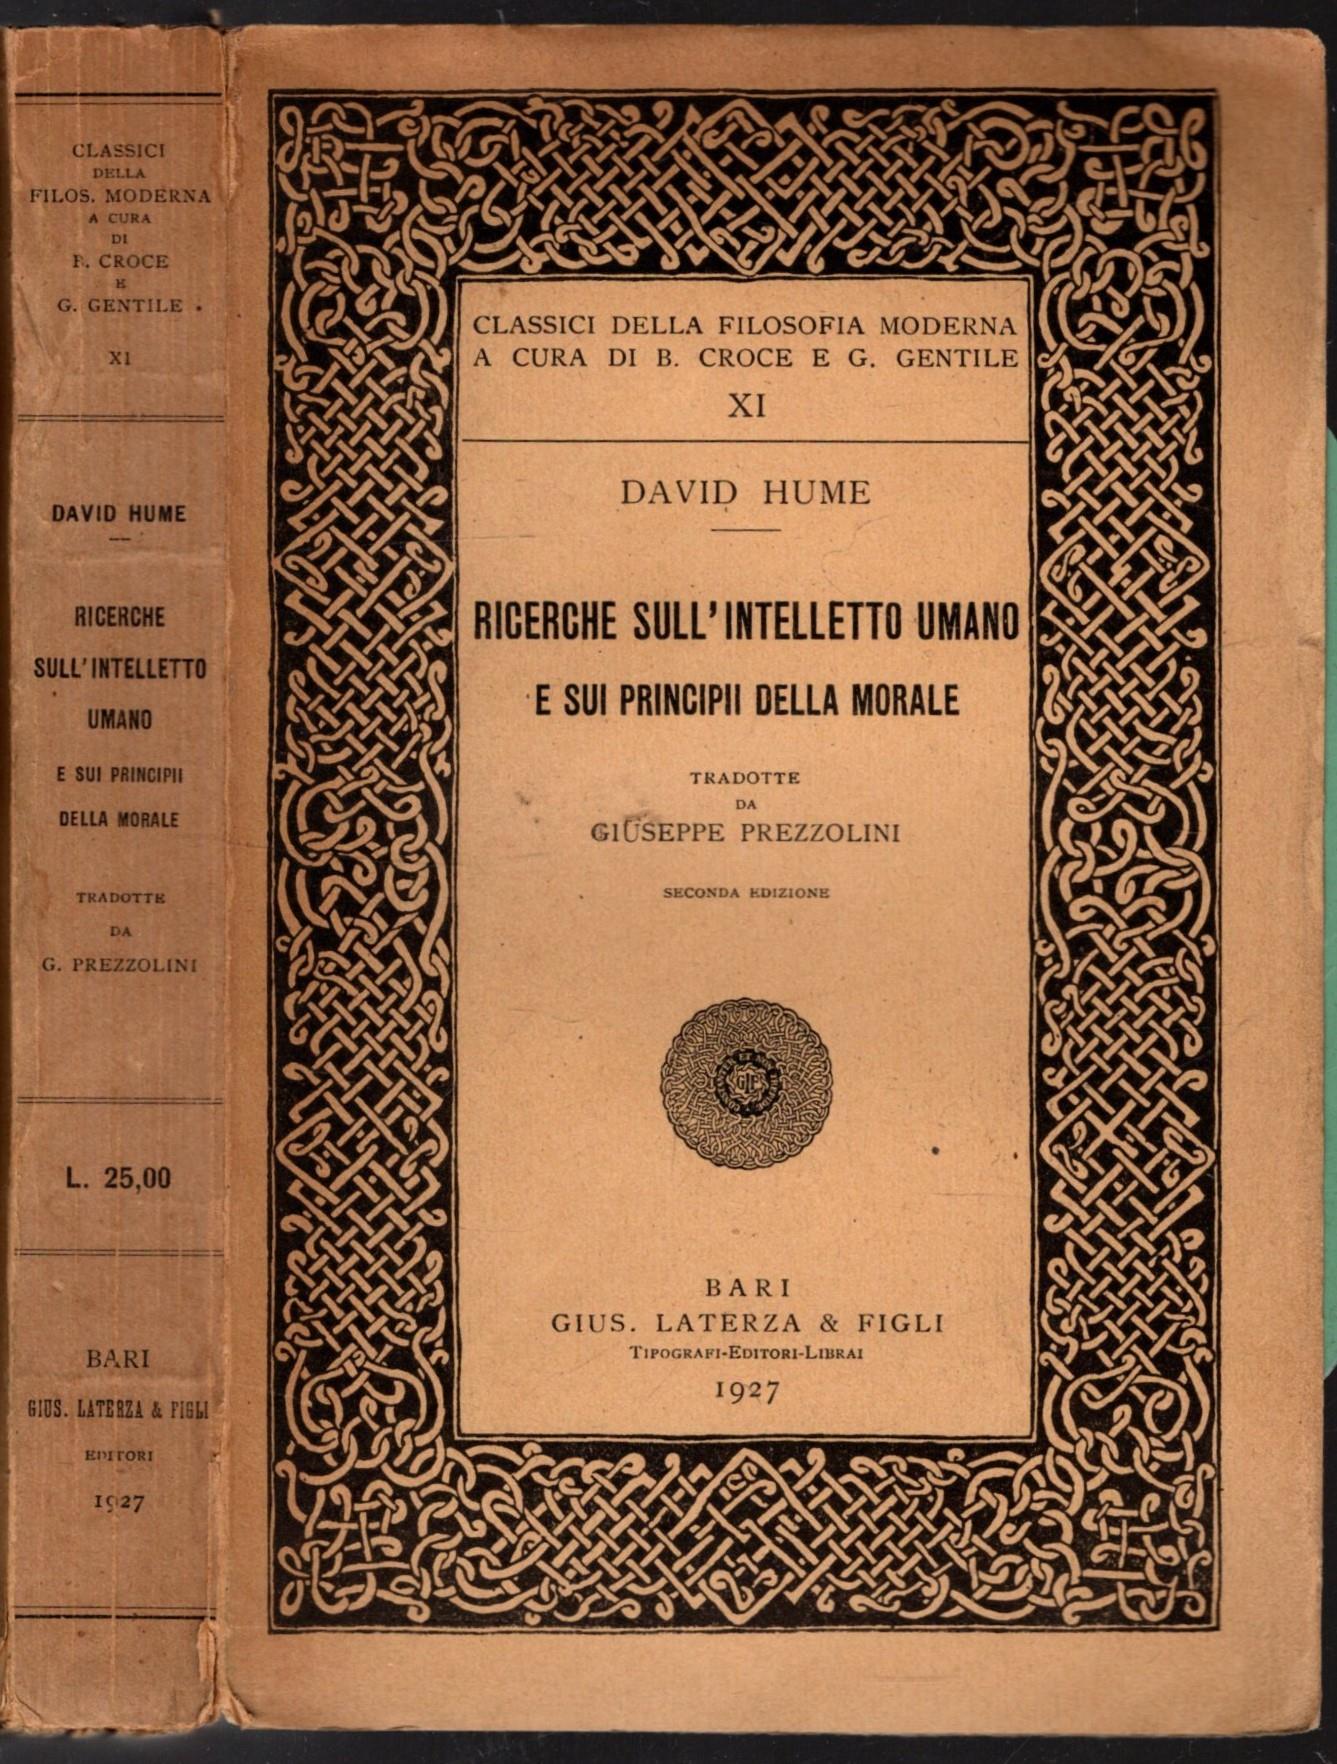 CLASSICI
DELLA
FILOS. MODERNA
A CURA
DI
B. CROCE
E
G. GENTILE
XI
DAVID HUME
RICERCHE
SULL'INTELLETTO
UMANO
E SUI PRINCIPII
DELLA MORALE
TRADOTTE
DA
G. PREZZOLINI
L. 25,00
BARI
GIUS. LATERZA & FIGLI
EDITORI
1927
CLASSICI DELLA FILOSOFIA MODERNA
A CURA DI B. CROCE E G. GENTILE
XI
DAVID HUME
RICERCHE SULL'INTELLETTO UMANO
E SUI PRINCIPII DELLA MORALE
TRADOTTE
DA
GIUSEPPE PREZZOLINI
SECONDA EDIZIONE
BARI
GIUS. LATERZA & FIGLI
TIPOGRAFI-EDITORI-LIBRAI
1927